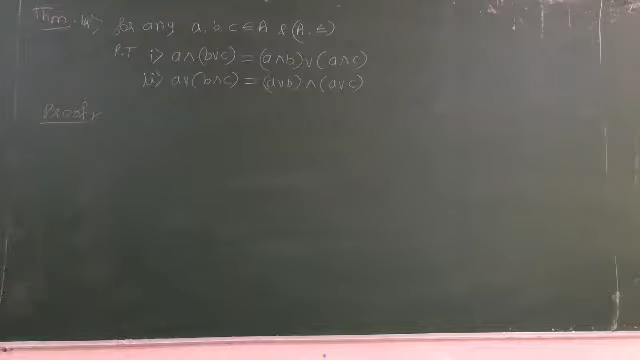 Thm. 14> for any a, b, c ∈ A & (A, ≤)
P.T i> a∧(b∨c) = (a∧b)∨(a∧c)
ii> a∨(b∧c) = (a∨b)∧(a∨c)
Proof: